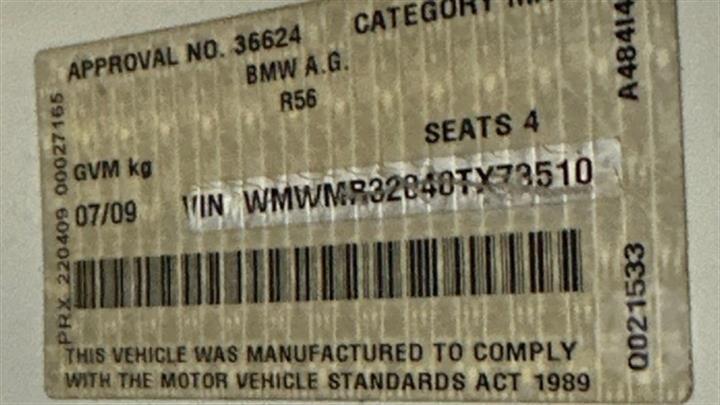 APPROVAL NO. 36624
CATEGORY
BMW A.G.
R56
SEATS 4
GVM kg
07/09
VIN
THIS VEHICLE WAS MANUFACTURED TO COMPLY
WITH THE MOTOR VEHICLE STANDARDS ACT 1989
PRX 220409 00027165
Q021533